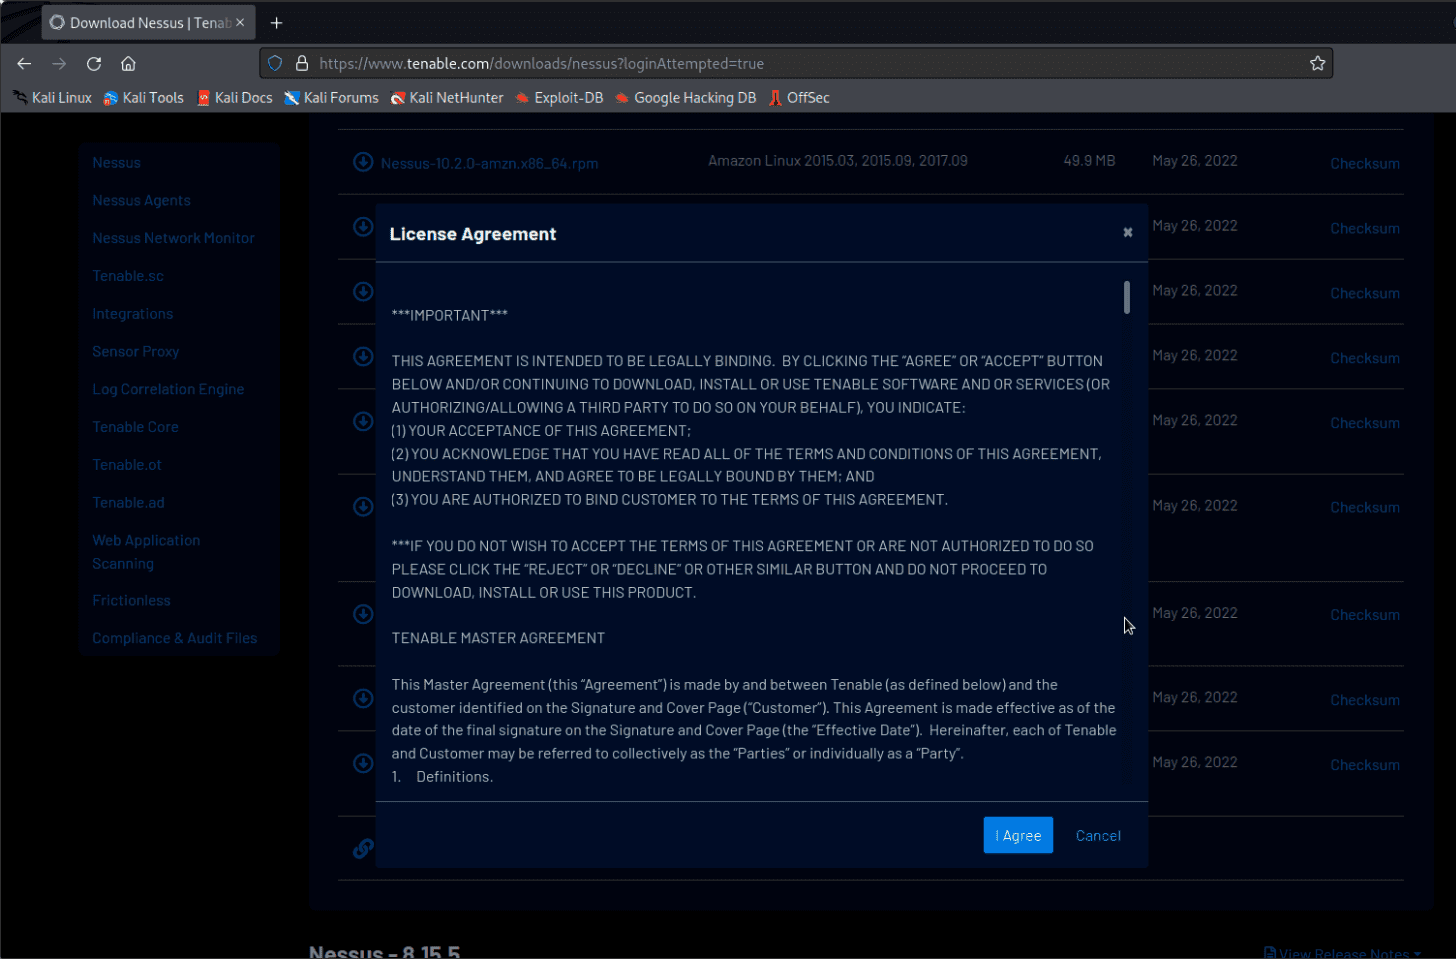 Download Nessus | Tenab
https://www.tenable.com/downloads/nessus?loginAttempted=true
Kali Linux Kali Tools Kali Docs Kali Forums Kali NetHunter Exploit-DB Google Hacking DB OffSec
Nessus
Nessus Agents
Nessus Network Monitor
Tenable.sc
Integrations
Sensor Proxy
Log Correlation Engine
Tenable Core
Tenable.ot
Tenable.ad
Web Application
Scanning
Frictionless
Compliance & Audit Files
Nessus-10.2.0-amzn.x86_64.rpm Amazon Linux 2015.03, 2015.09, 2017.09 49.9 MB May 26, 2022 Checksum
May 26, 2022 Checksum
May 26, 2022 Checksum
May 26, 2022 Checksum
May 26, 2022 Checksum
May 26, 2022 Checksum
May 26, 2022 Checksum
May 26, 2022 Checksum
May 26, 2022 Checksum
License Agreement
***IMPORTANT***
THIS AGREEMENT IS INTENDED TO BE LEGALLY BINDING.  BY CLICKING THE “AGREE” OR “ACCEPT” BUTTON
BELOW AND/OR CONTINUING TO DOWNLOAD, INSTALL OR USE TENABLE SOFTWARE AND OR SERVICES (OR
AUTHORIZING/ALLOWING A THIRD PARTY TO DO SO ON YOUR BEHALF), YOU INDICATE:
(1) YOUR ACCEPTANCE OF THIS AGREEMENT;
(2) YOU ACKNOWLEDGE THAT YOU HAVE READ ALL OF THE TERMS AND CONDITIONS OF THIS AGREEMENT,
UNDERSTAND THEM, AND AGREE TO BE LEGALLY BOUND BY THEM; AND
(3) YOU ARE AUTHORIZED TO BIND CUSTOMER TO THE TERMS OF THIS AGREEMENT.
***IF YOU DO NOT WISH TO ACCEPT THE TERMS OF THIS AGREEMENT OR ARE NOT AUTHORIZED TO DO SO
PLEASE CLICK THE “REJECT” OR “DECLINE” OR OTHER SIMILAR BUTTON AND DO NOT PROCEED TO
DOWNLOAD, INSTALL OR USE THIS PRODUCT.
TENABLE MASTER AGREEMENT
This Master Agreement (this “Agreement”) is made by and between Tenable (as defined below) and the
customer identified on the Signature and Cover Page (“Customer”). This Agreement is made effective as of the
date of the final signature on the Signature and Cover Page (the “Effective Date”).  Hereinafter, each of Tenable
and Customer may be referred to collectively as the “Parties” or individually as a “Party”.
1. Definitions.
I Agree Cancel
Nessus - 8.15.5 View Release Notes